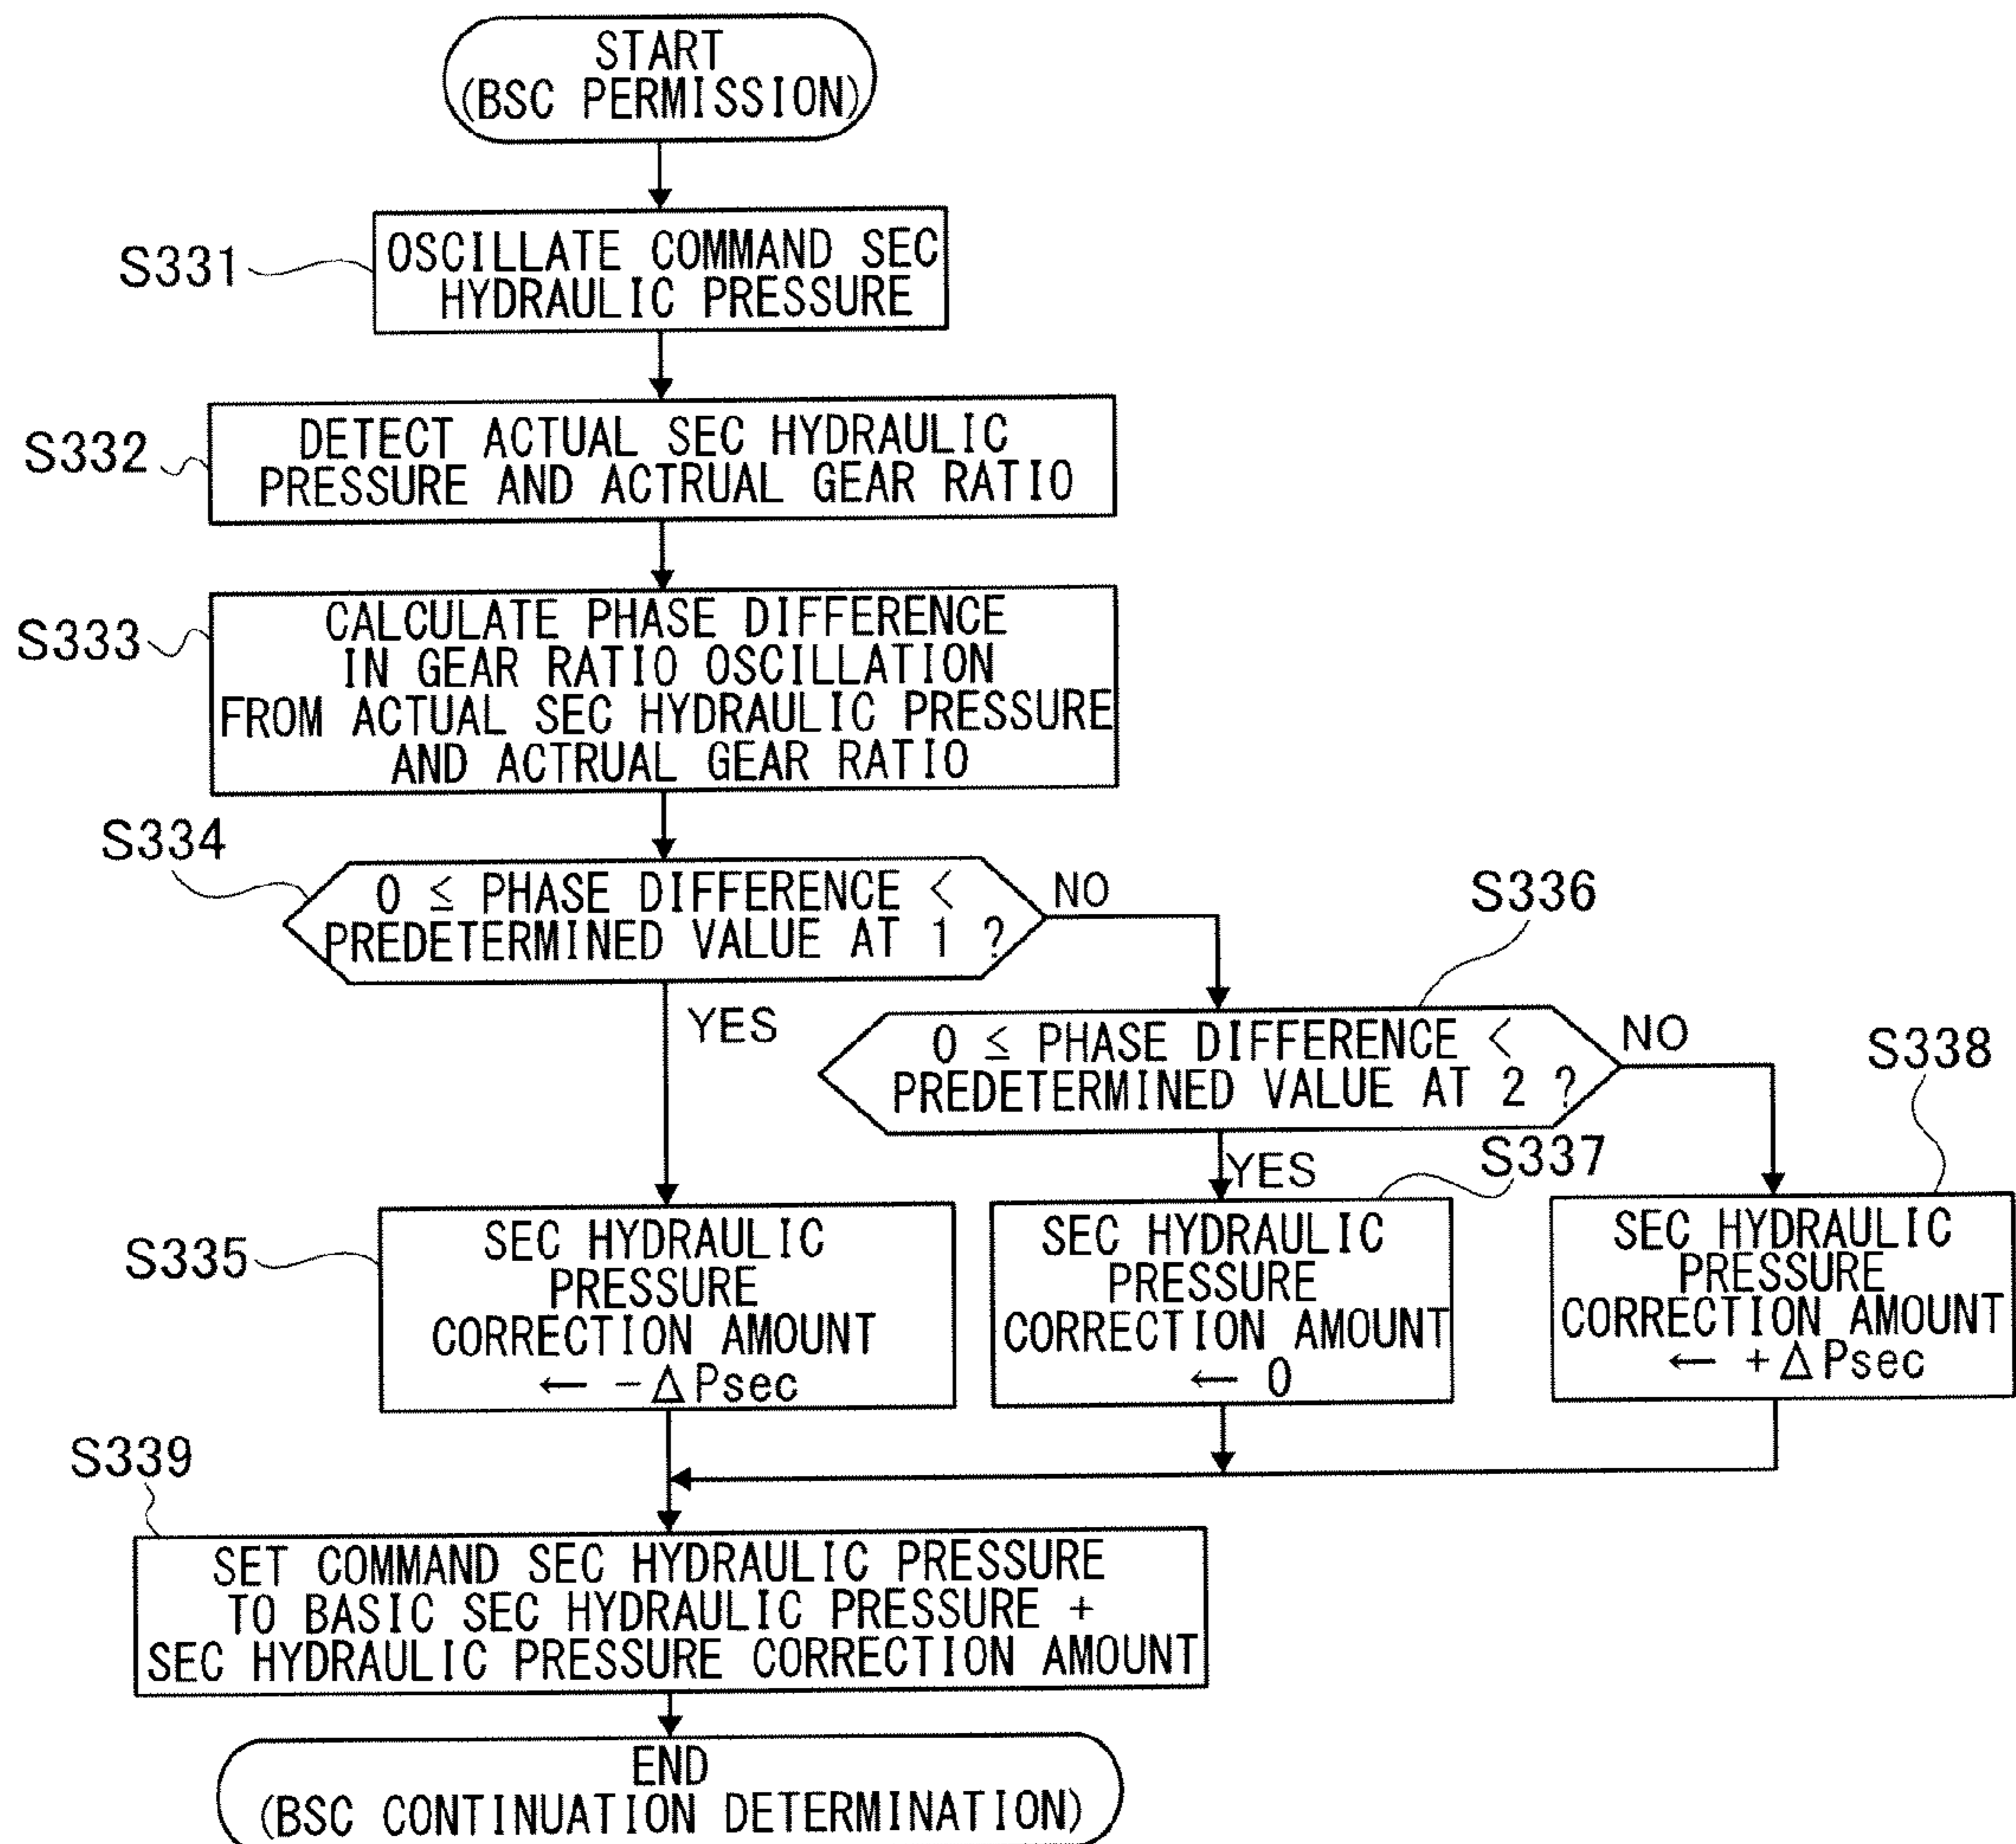 START
(BSC PERMISSION)
S331
OSCILLATE COMMAND SEC
HYDRAULIC PRESSURE
S332
DETECT ACTUAL SEC HYDRAULIC
PRESSURE AND ACTRUAL GEAR RATIO
S333
CALCULATE PHASE DIFFERENCE
IN GEAR RATIO OSCILLATION
FROM ACTUAL SEC HYDRAULIC PRESSURE
AND ACTRUAL GEAR RATIO
S334
0 ≤ PHASE DIFFERENCE <
PREDETERMINED VALUE AT 1 ?
NO
YES
S336
0 ≤ PHASE DIFFERENCE <
PREDETERMINED VALUE AT 2 ?
NO
YES
S335
SEC HYDRAULIC
PRESSURE
CORRECTION AMOUNT
← -ΔPsec
S337
SEC HYDRAULIC
PRESSURE
CORRECTION AMOUNT
← 0
S338
SEC HYDRAULIC
PRESSURE
CORRECTION AMOUNT
← +ΔPsec
S339
SET COMMAND SEC HYDRAULIC PRESSURE
TO BASIC SEC HYDRAULIC PRESSURE +
SEC HYDRAULIC PRESSURE CORRECTION AMOUNT
END
(BSC CONTINUATION DETERMINATION)